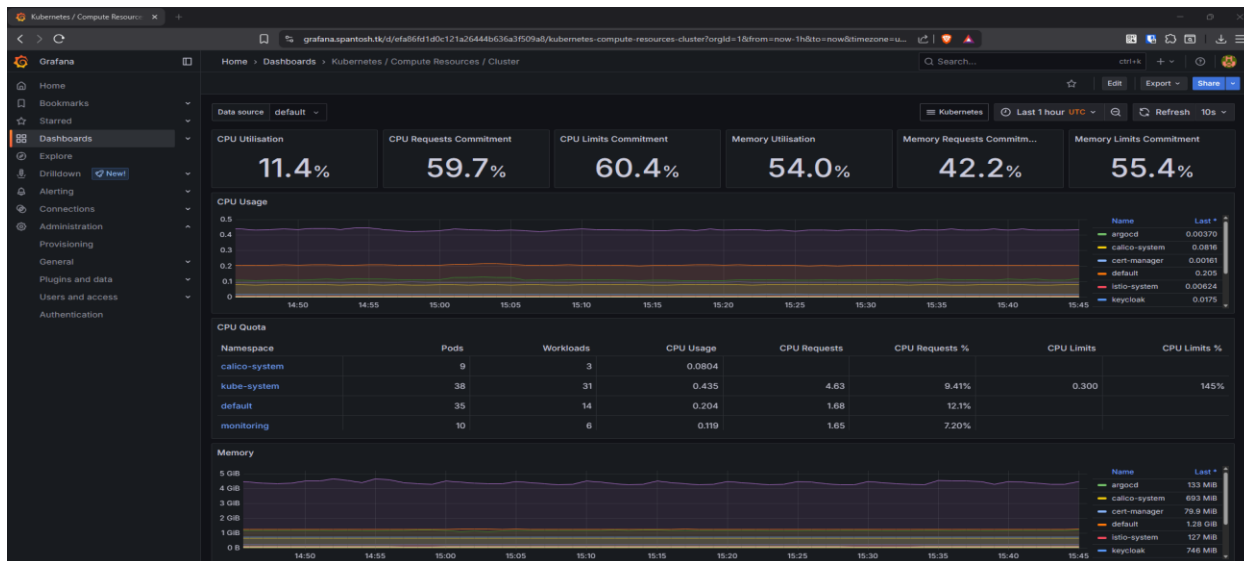 Kubernetes / Compute Resourc
grafana.spantosh.tk/d/efa86fd1d0c121a26444b636a3f509a8/kubernetes-compute-resources-cluster?orgId=1&from=now-1h&to=now&timezone=u...
Grafana
Home › Dashboards › Kubernetes / Compute Resources / Cluster
Search...
ctrl+k
Edit
Export
Share
Home
Bookmarks
Starred
Dashboards
Explore
Drilldown New!
Alerting
Connections
Administration
Provisioning
General
Plugins and data
Users and access
Authentication
Data source default
Kubernetes
Last 1 hour UTC
Refresh 10s
CPU Utilisation
11.4%
CPU Requests Commitment
59.7%
CPU Limits Commitment
60.4%
Memory Utilisation
54.0%
Memory Requests Commitm...
42.2%
Memory Limits Commitment
55.4%
CPU Usage
0.5
0.4
0.3
0.2
0.1
0
14:50 14:55 15:00 15:05 15:10 15:15 15:20 15:25 15:30 15:35 15:40 15:45
Name Last *
argocd 0.00370
calico-system 0.0816
cert-manager 0.00161
default 0.205
istio-system 0.00624
keycloak 0.0175
CPU Quota
Namespace Pods Workloads CPU Usage CPU Requests CPU Requests % CPU Limits CPU Limits %
calico-system 9 3 0.0804
kube-system 38 31 0.435 4.63 9.41% 0.300 145%
default 35 14 0.204 1.68 12.1%
monitoring 10 6 0.119 1.65 7.20%
Memory
5 GiB
4 GiB
3 GiB
2 GiB
1 GiB
0 B
14:50 14:55 15:00 15:05 15:10 15:15 15:20 15:25 15:30 15:35 15:40 15:45
Name Last *
argocd 133 MiB
calico-system 693 MiB
cert-manager 79.9 MiB
default 1.28 GiB
istio-system 127 MiB
keycloak 746 MiB